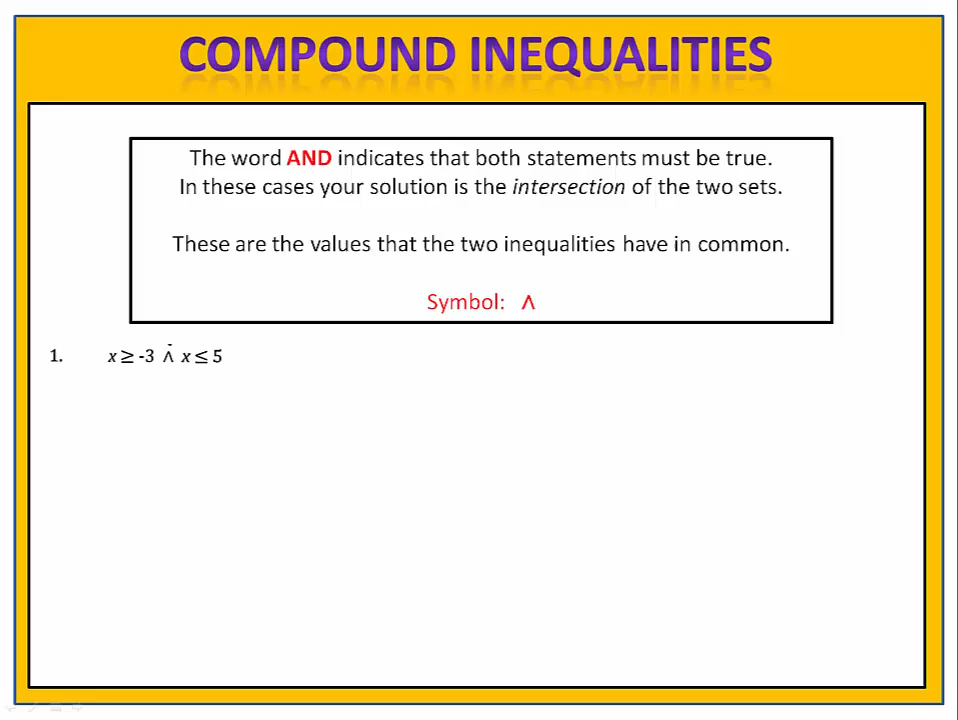 COMPOUND INEQUALITIES
The word AND indicates that both statements must be true.
In these cases your solution is the intersection of the two sets.
These are the values that the two inequalities have in common.
Symbol: ∧
1. x ≥ -3 ∧ x ≤ 5